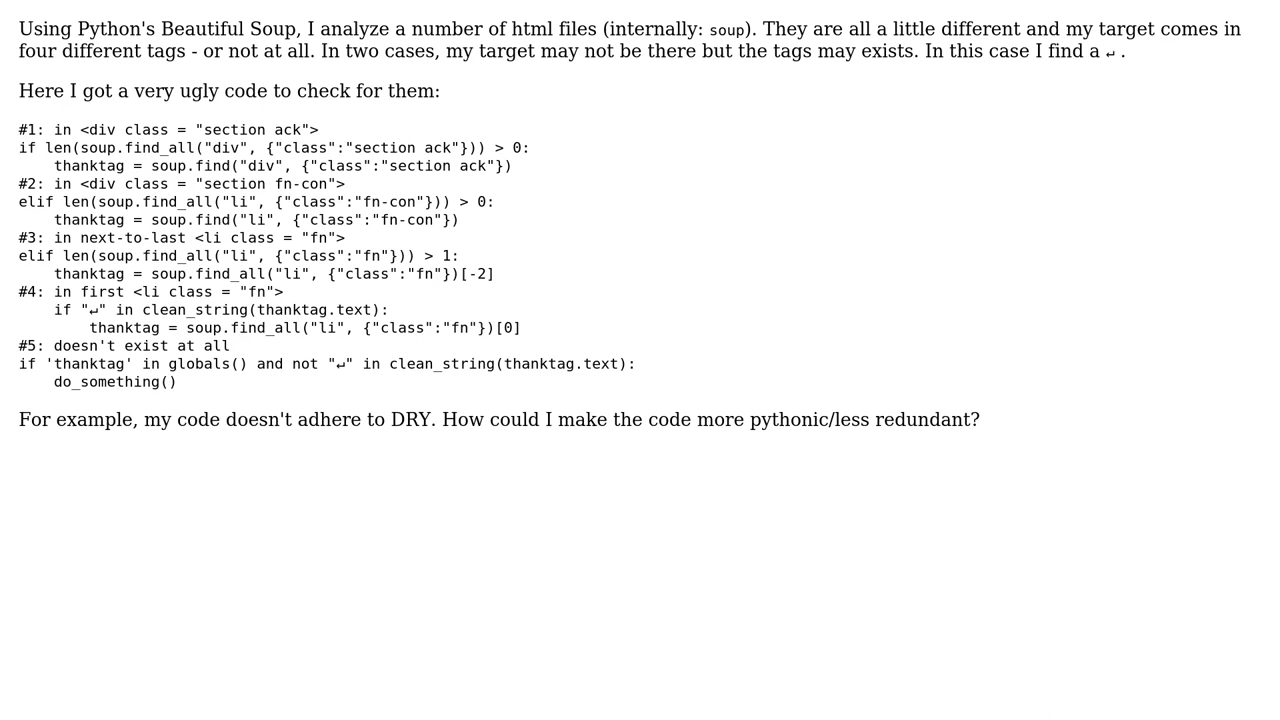 Using Python's Beautiful Soup, I analyze a number of html files (internally: soup). They are all a little different and my target comes in
four different tags - or not at all. In two cases, my target may not be there but the tags may exists. In this case I find a ↵ .
Here I got a very ugly code to check for them:
#1: in <div class = "section ack">
if len(soup.find_all("div", {"class":"section ack"})) > 0:
    thanktag = soup.find("div", {"class":"section ack"})
#2: in <div class = "section fn-con">
elif len(soup.find_all("li", {"class":"fn-con"})) > 0:
    thanktag = soup.find("li", {"class":"fn-con"})
#3: in next-to-last <li class = "fn">
elif len(soup.find_all("li", {"class":"fn"})) > 1:
    thanktag = soup.find_all("li", {"class":"fn"})[-2]
#4: in first <li class = "fn">
    if "↵" in clean_string(thanktag.text):
        thanktag = soup.find_all("li", {"class":"fn"})[0]
#5: doesn't exist at all
if 'thanktag' in globals() and not "↵" in clean_string(thanktag.text):
    do_something()
For example, my code doesn't adhere to DRY. How could I make the code more pythonic/less redundant?